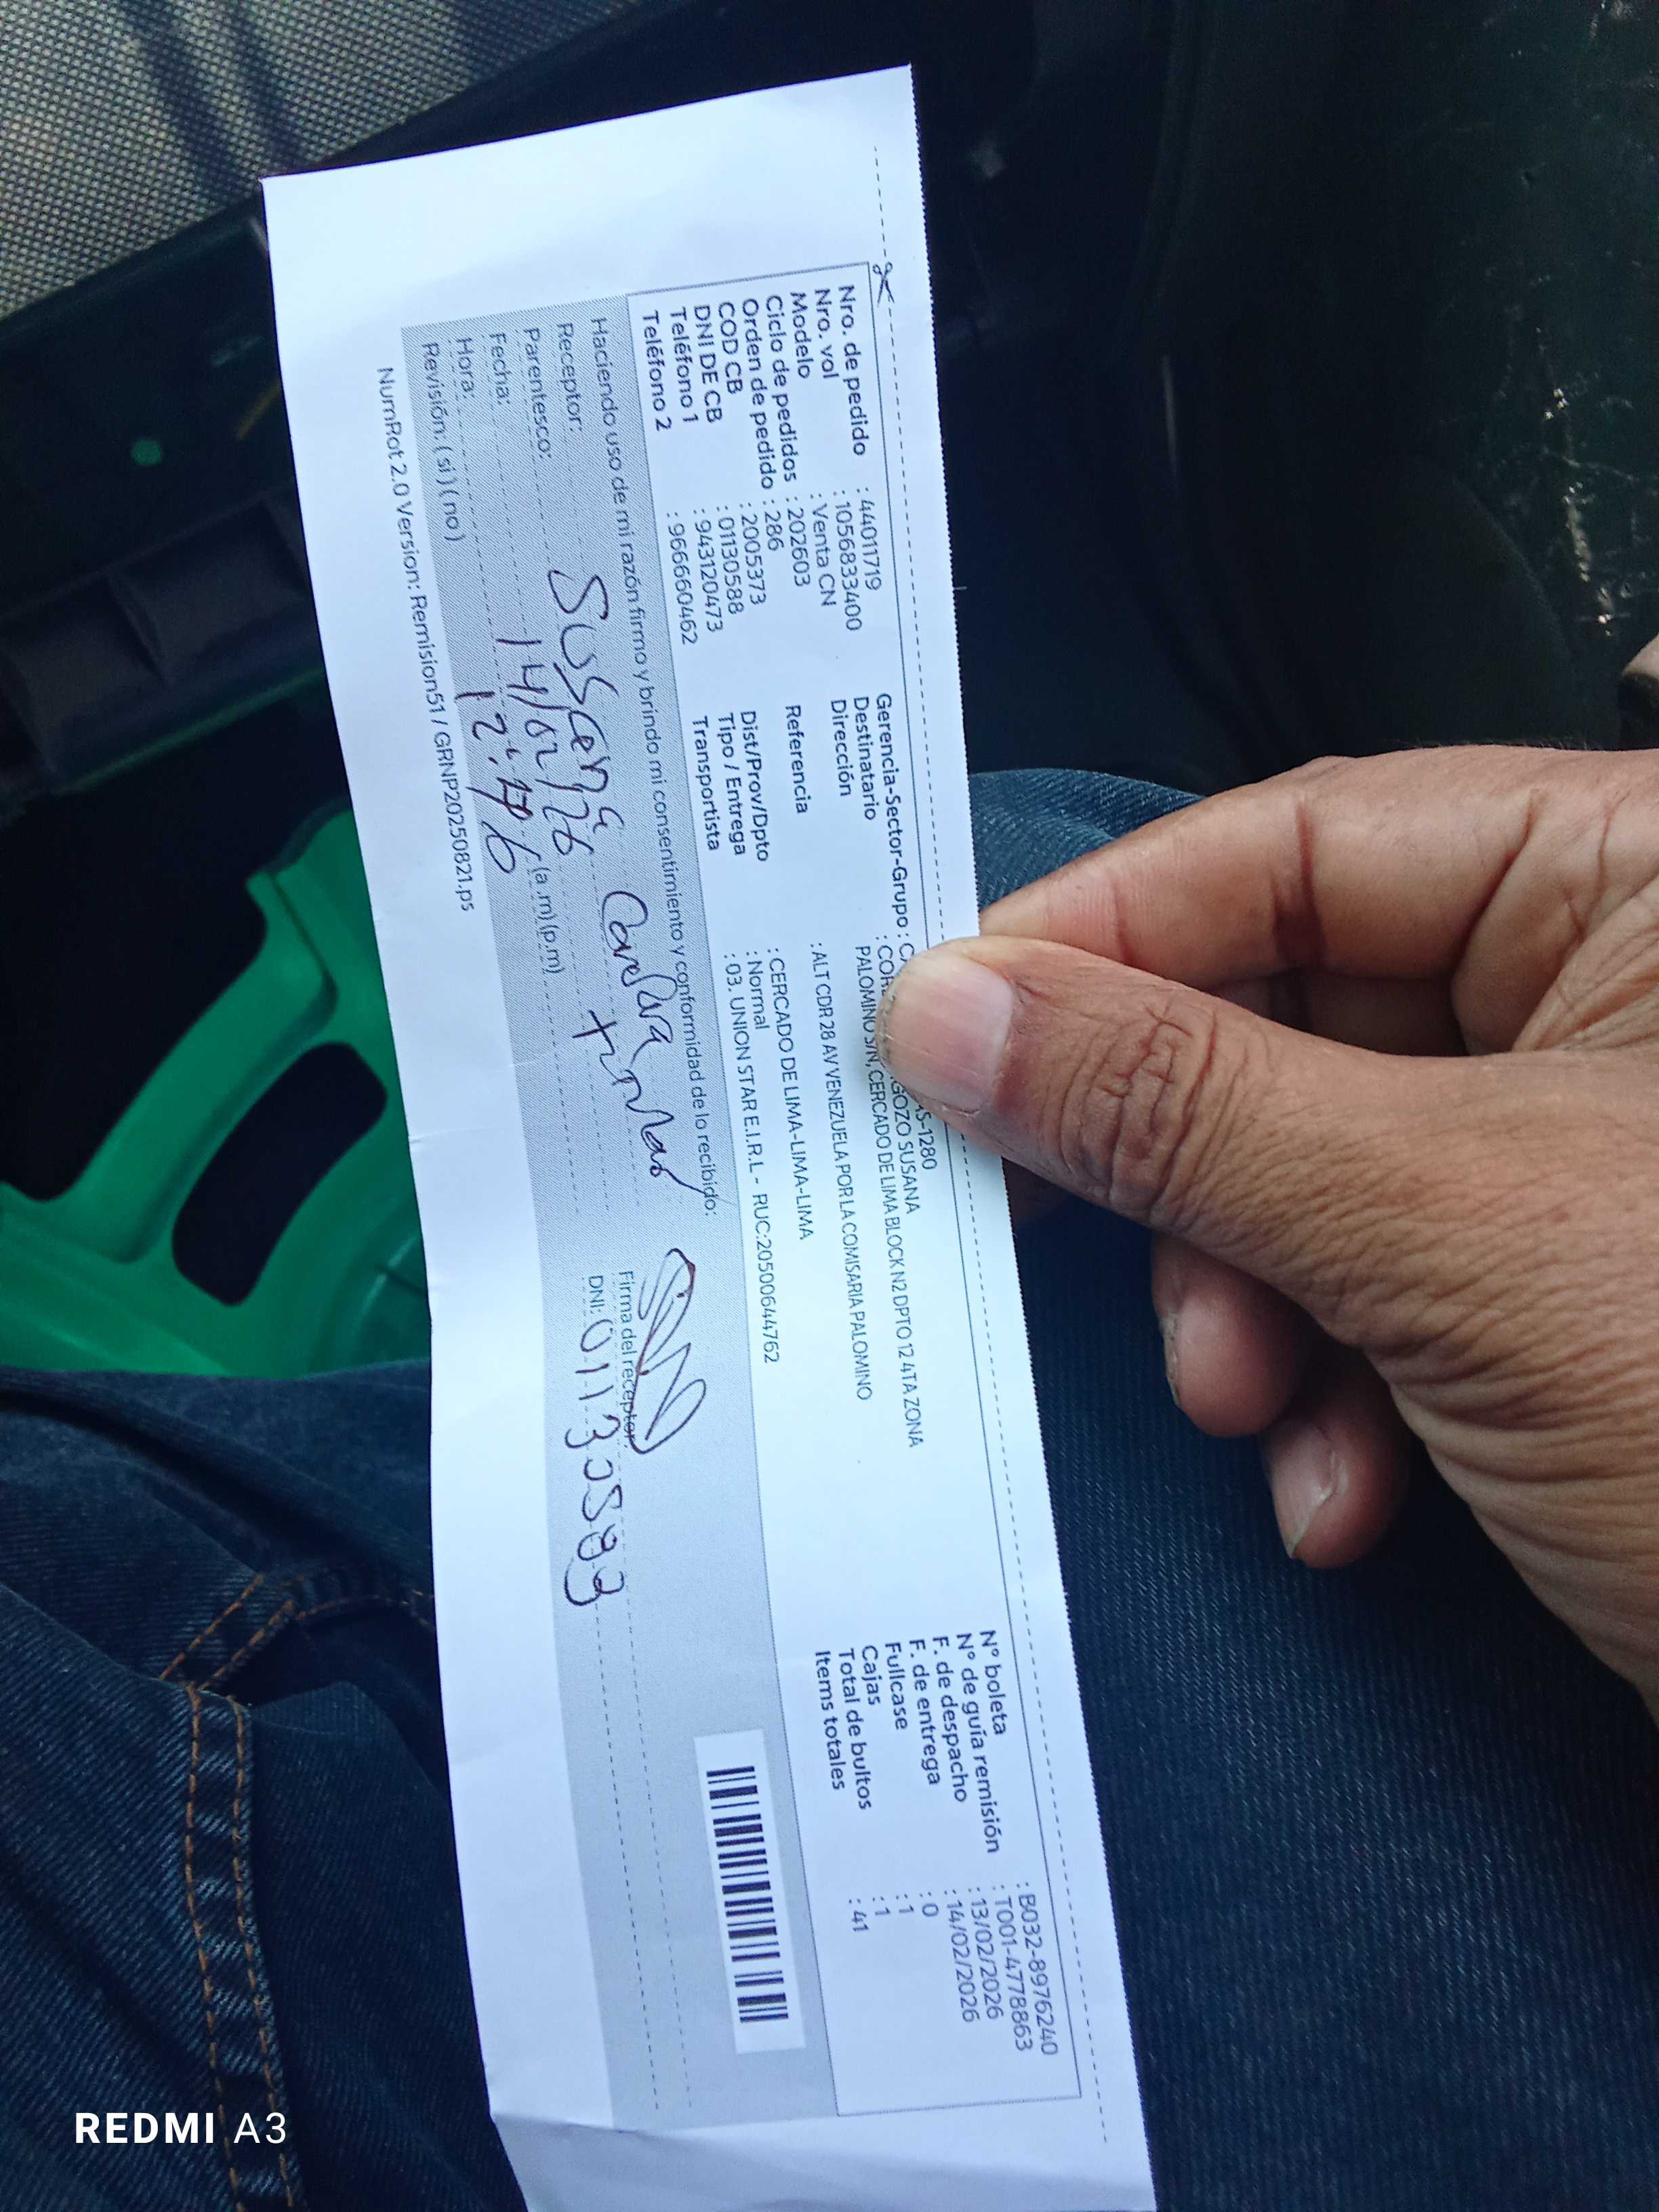 Nro. de pedido : 44011719
Nro. vol : 1056833400
Modelo : Venta CN
Ciclo de pedidos : 202603
Orden de pedido : 286
COD CB : 2005373
DNI DE CB : 01130588
Teléfono 1 : 943120473
Teléfono 2 : 966660462
Gerencia-Sector-Grupo : AS-1280
Destinatario : GOZO SUSANA
Dirección PALOMINO S/N, CERCADO DE LIMA BLOCK N2 DPTO 12 4TA ZONA
Referencia : ALT CDR 28 AV VENEZUELA POR LA COMISARIA PALOMINO
Dist/Prov/Dpto : CERCADO DE LIMA-LIMA-LIMA
Tipo / Entrega : Normal
Transportista : 03. UNION STAR E.I.R.L - RUC:20500644762
N° boleta : B032-8976240
N° de guía remisión : T001-4778863
F. de despacho : 13/02/2026
F. de entrega : 14/02/2026
Fullcase : 0
Cajas : 1
Total de bultos : 1
Items totales : 41
Haciendo uso de mi razón firmo y brindo mi consentimiento y conformidad de lo recibido:
Receptor:
Parentesco:
Fecha: 14/02/26
Hora: (a.m) (p.m)
Revisión: ( si ) ( no )
Firma del receptor:
DNI:
NumRot 2.0 Version: Remision51 / GRNP20250821.ps
REDMI A3